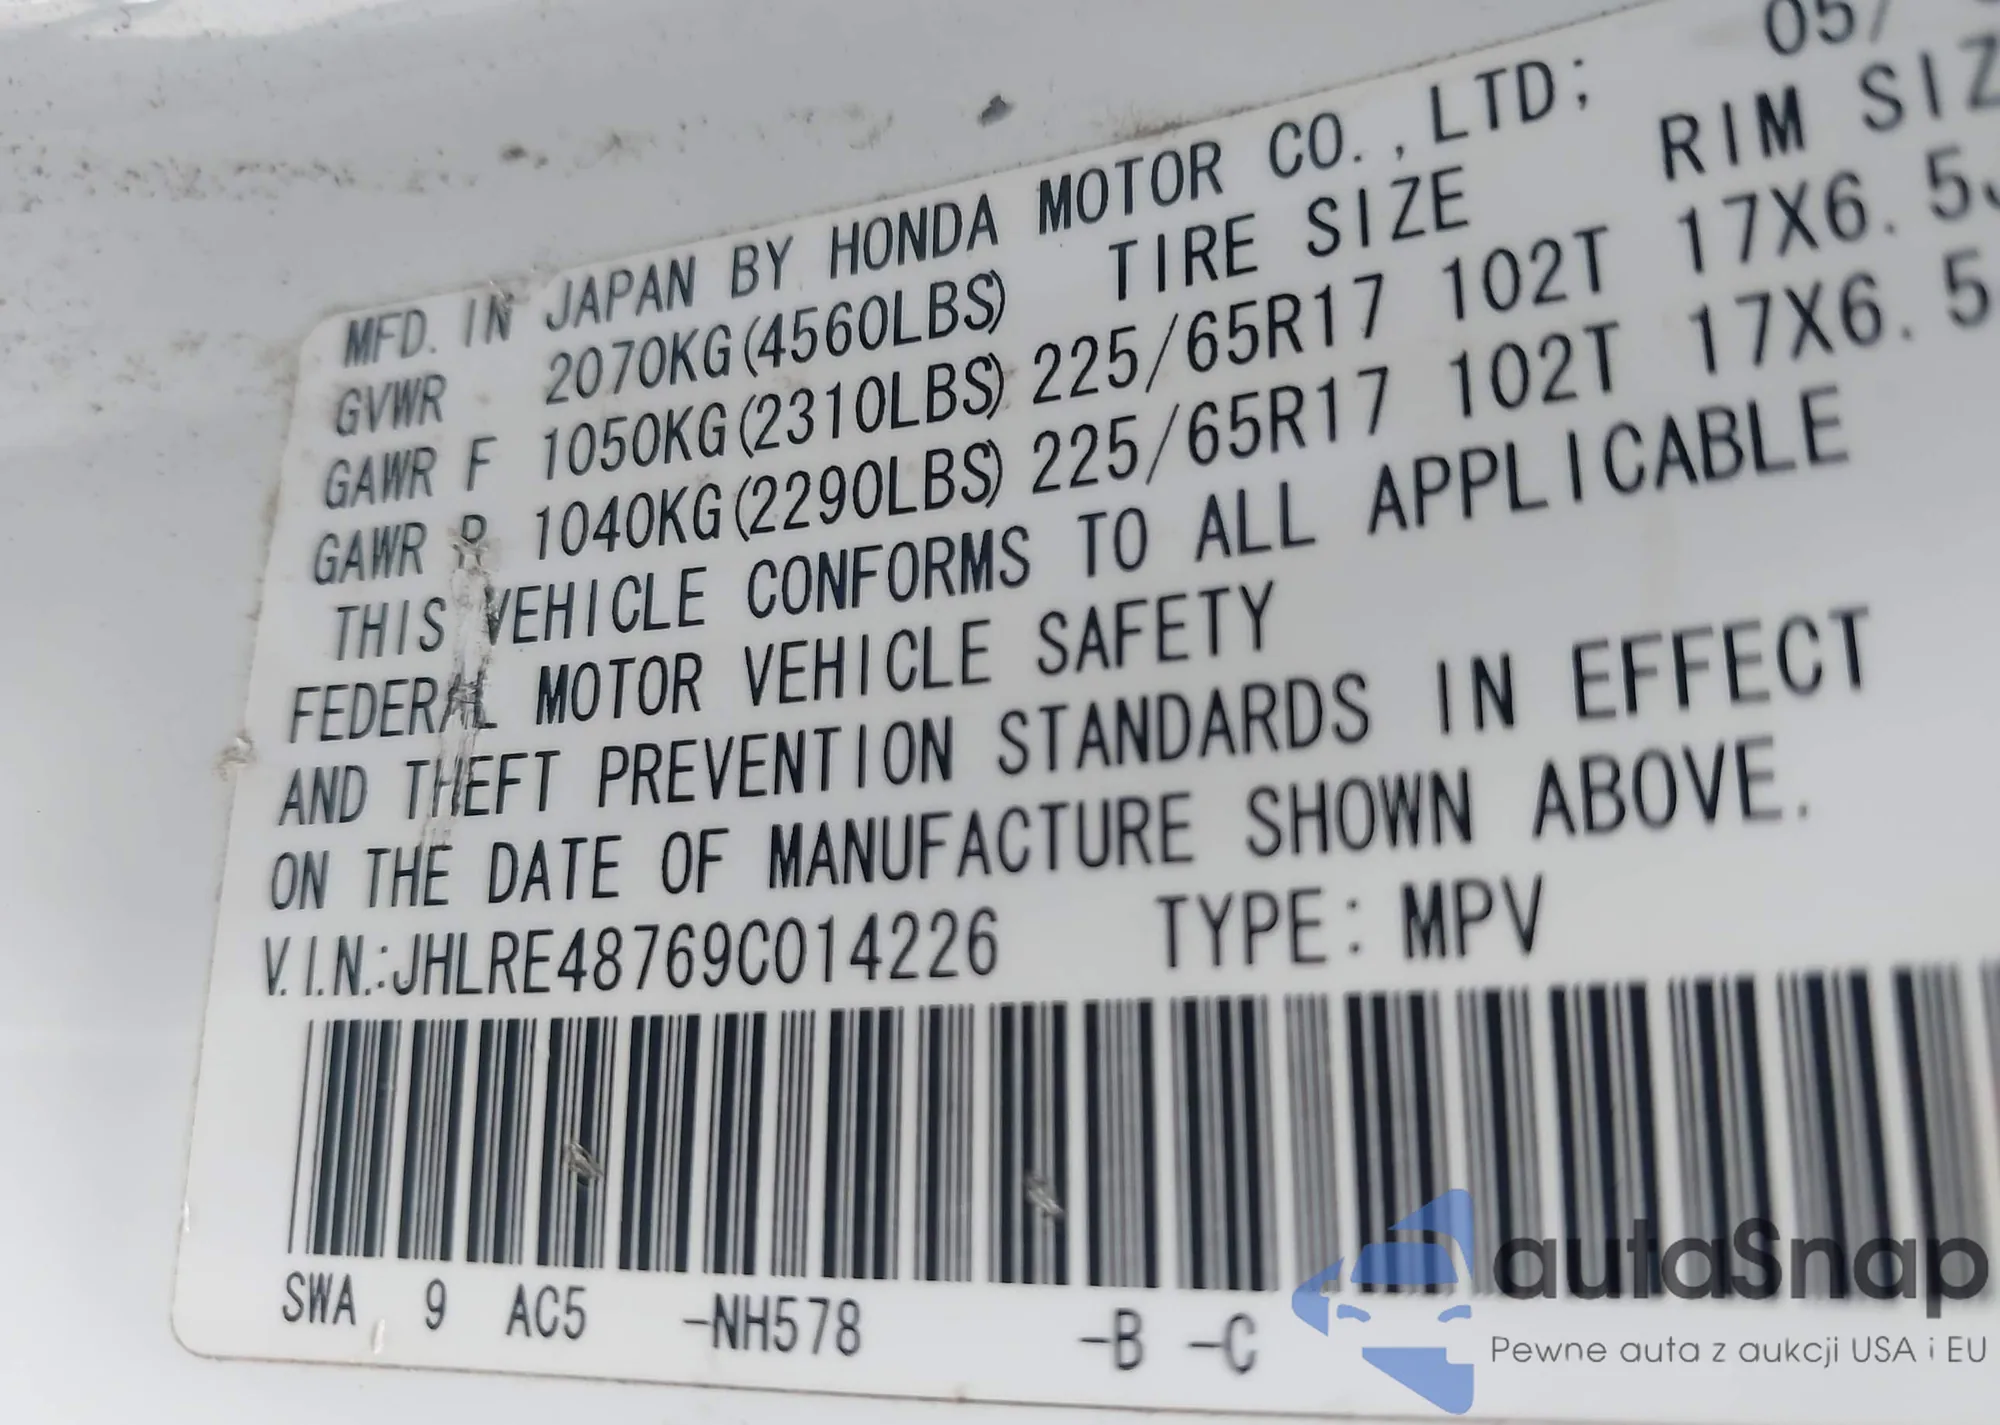 MFD. IN JAPAN BY HONDA MOTOR CO.,LTD; 05/
GVWR 2070KG(4560LBS) TIRE SIZE RIM SIZ
GAWR F 1050KG(2310LBS) 225/65R17 102T 17X6.5J
GAWR R 1040KG(2290LBS) 225/65R17 102T 17X6.5
THIS VEHICLE CONFORMS TO ALL APPLICABLE
FEDERAL MOTOR VEHICLE SAFETY
AND THEFT PREVENTION STANDARDS IN EFFECT
ON THE DATE OF MANUFACTURE SHOWN ABOVE.
V.I.N.:JHLRE48769C014226 TYPE: MPV
SWA 9 AC5 -NH578 -B -C
autoSnap
Pewne auta z aukcji USA i EU